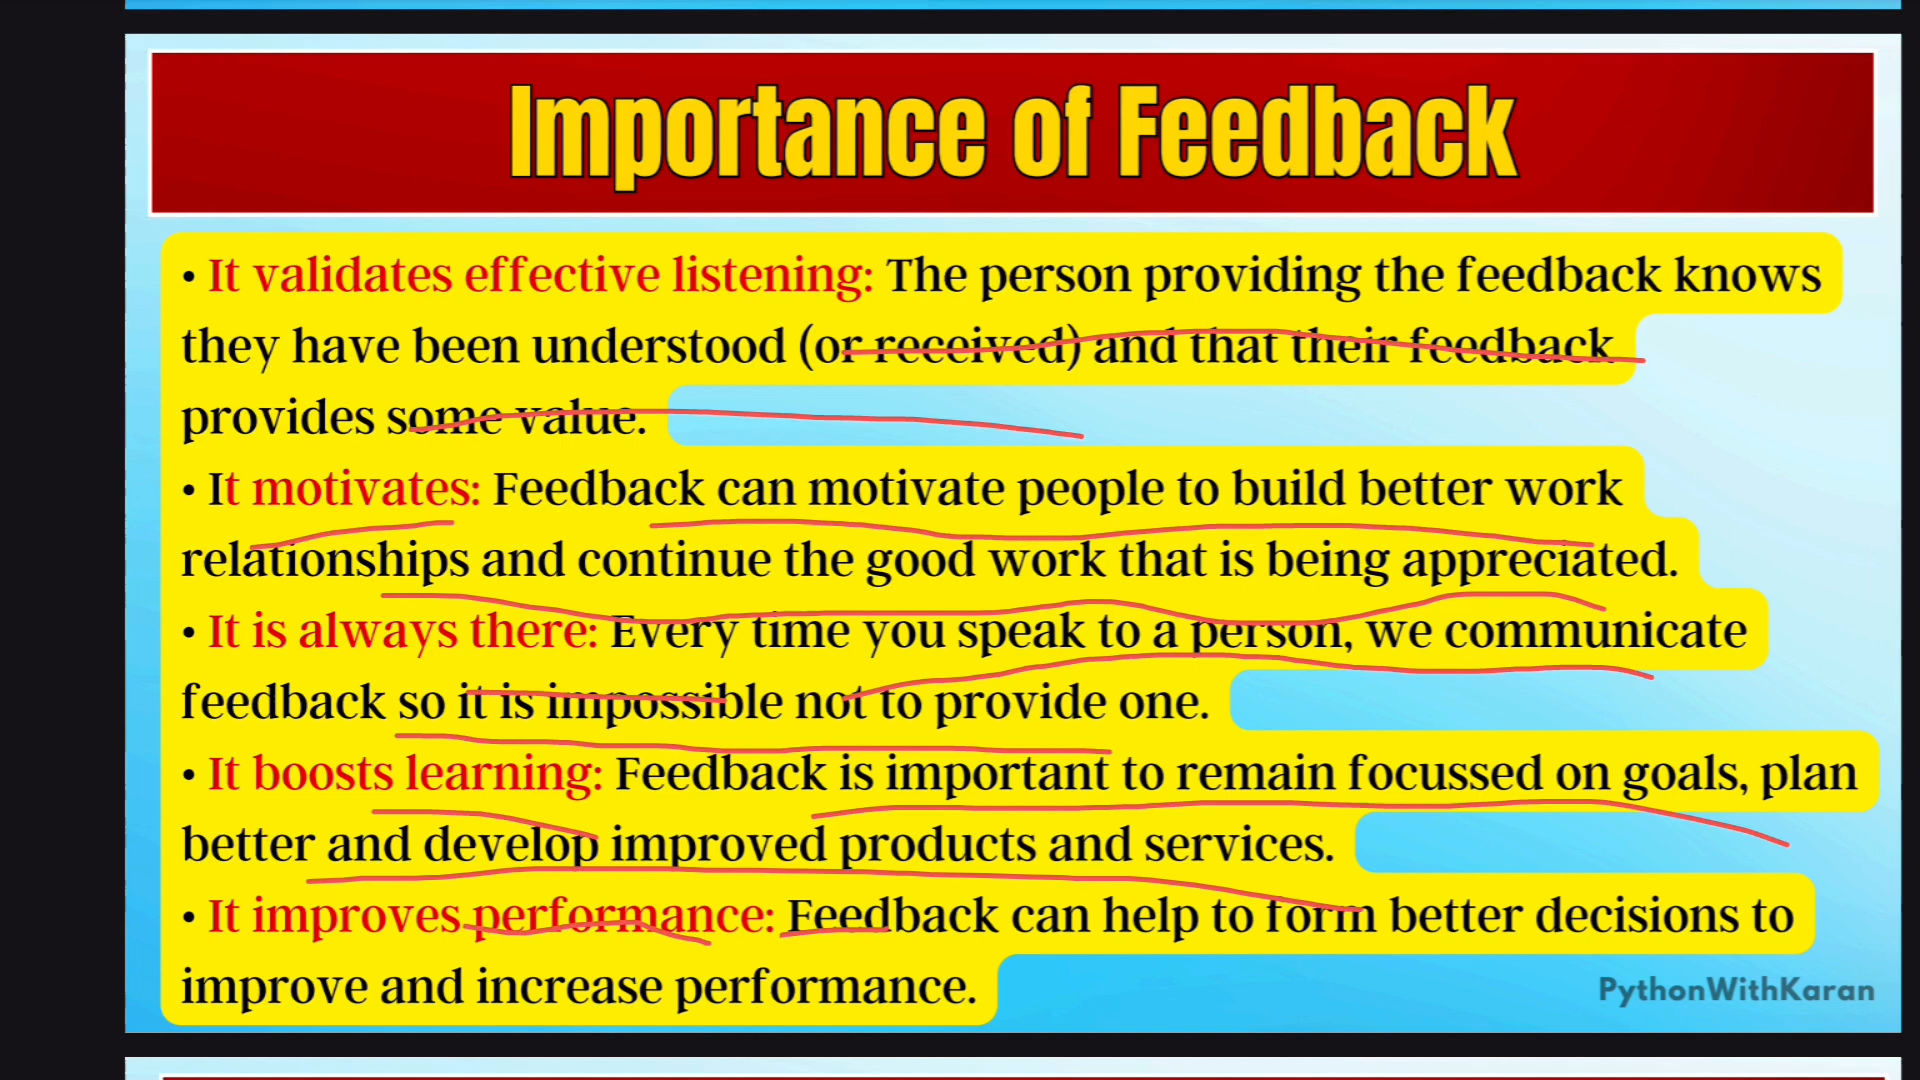 Importance of Feedback
• It validates effective listening: The person providing the feedback knows
they have been understood (or received) and that their feedback
provides some value.
• It motivates: Feedback can motivate people to build better work
relationships and continue the good work that is being appreciated.
• It is always there: Every time you speak to a person, we communicate
feedback so it is impossible not to provide one.
• It boosts learning: Feedback is important to remain focussed on goals, plan
better and develop improved products and services.
• It improves performance: Feedback can help to form better decisions to
improve and increase performance.
PythonWithKaran